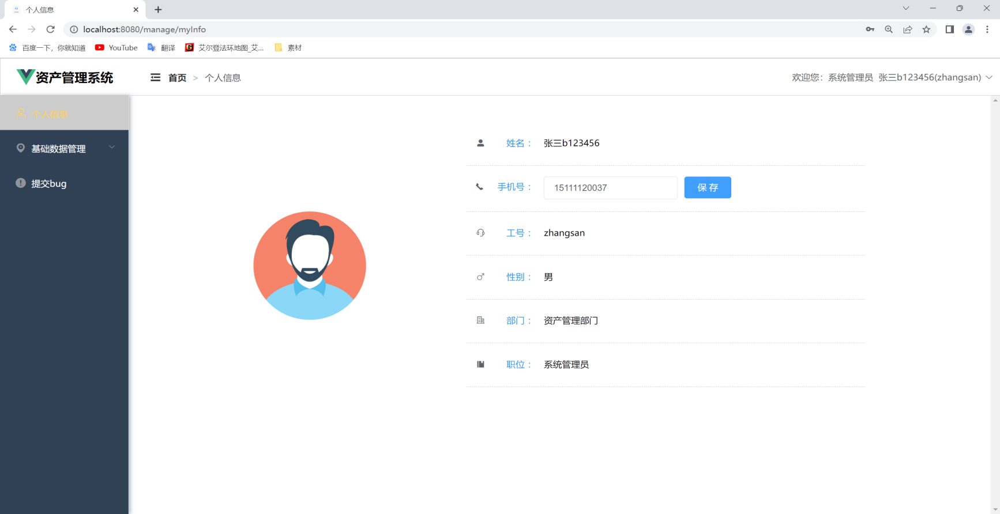 个人信息
localhost:8080/manage/myInfo
百度一下，你就知道 YouTube 翻译 艾尔登法环地图_艾... 素材
资产管理系统 首页 > 个人信息 欢迎您：系统管理员 张三b123456(zhangsan)
个人信息
基础数据管理
提交bug
姓名： 张三b123456
手机号： 15111120037 保存
工号： zhangsan
性别： 男
部门： 资产管理部门
职位： 系统管理员